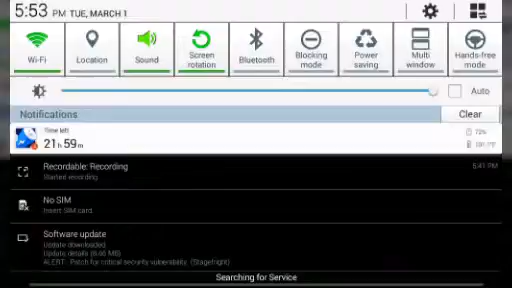 5:53 PM TUE, MARCH 1
Wi-Fi
Location
Sound
Screen rotation
Bluetooth
Blocking mode
Power saving
Multi window
Hands-free mode
Auto
Notifications
Clear
Time left
21h 59m
72%
Recordable: Recording
5:41 PM
Started recording.
No SIM
Insert SIM card.
Software update
Update downloaded
Update details
ALERT: Patch for critical security vulnerability. (Stagefright)
Searching for Service